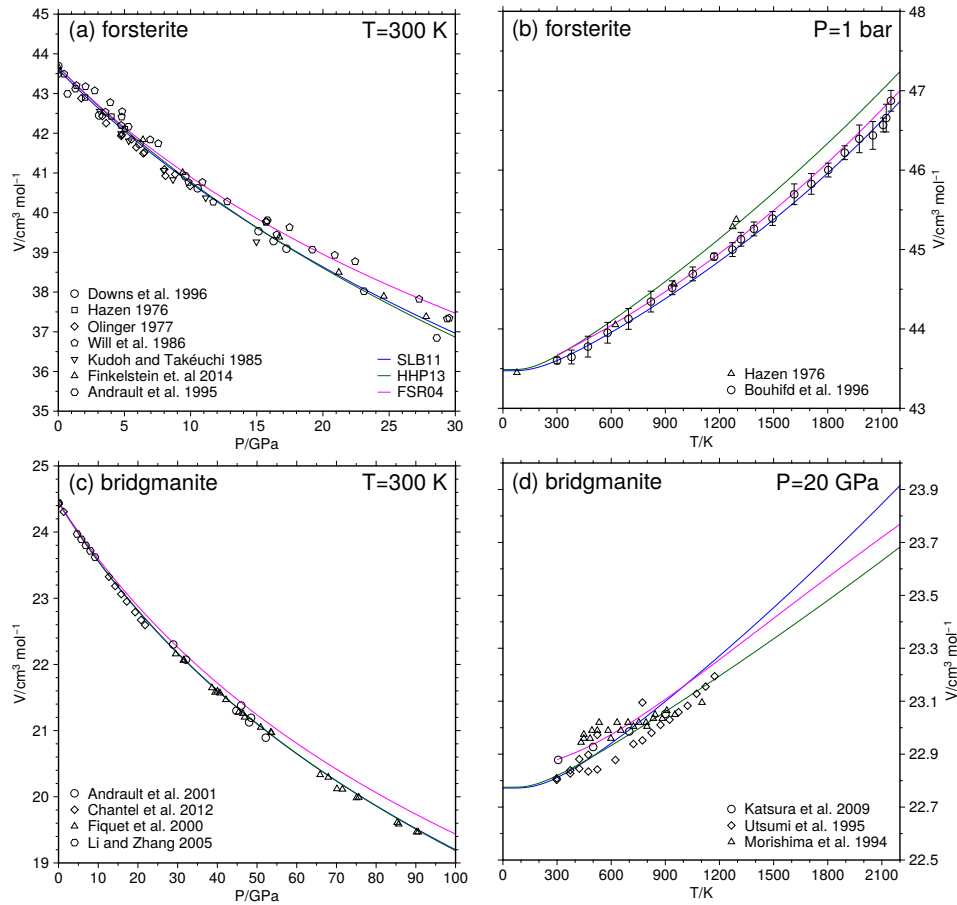 (a) forsterite T=300 K
45
44
43
42
41
40
39
38
37
36
35
V/cm³ mol⁻¹
Downs et al. 1996
Hazen 1976
Olinger 1977
Will et al. 1986
Kudoh and Takéuchi 1985
Finkelstein et. al 2014
Andrault et al. 1995
SLB11
HHP13
FSR04
0 5 10 15 20 25 30
P/GPa
(b) forsterite P=1 bar
48
47
46
45
44
43
V/cm³ mol⁻¹
Hazen 1976
Bouhifd et al. 1996
0 300 600 900 1200 1500 1800 2100
T/K
(c) bridgmanite T=300 K
25
24
23
22
21
20
19
V/cm³ mol⁻¹
Andrault et al. 2001
Chantel et al. 2012
Fiquet et al. 2000
Li and Zhang 2005
0 10 20 30 40 50 60 70 80 90 100
P/GPa
(d) bridgmanite P=20 GPa
23.9
23.7
23.5
23.3
23.1
22.9
22.7
22.5
V/cm³ mol⁻¹
Katsura et al. 2009
Utsumi et al. 1995
Morishima et al. 1994
0 300 600 900 1200 1500 1800 2100
T/K